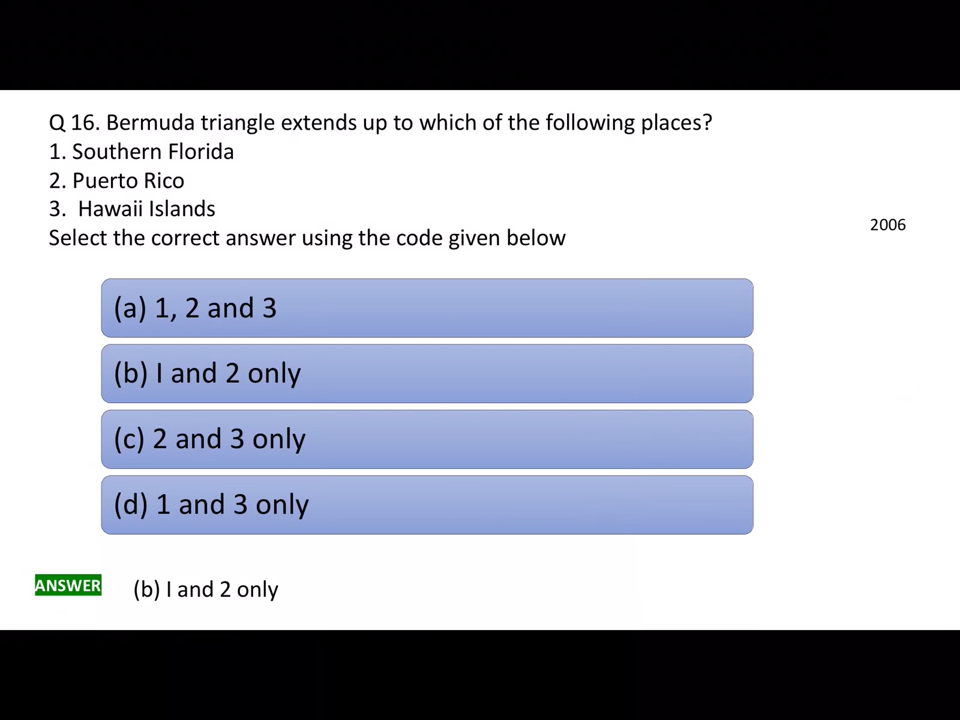 Q 16. Bermuda triangle extends up to which of the following places?
1. Southern Florida
2. Puerto Rico
3.  Hawaii Islands
Select the correct answer using the code given below
2006
(a) 1, 2 and 3
(b) I and 2 only
(c) 2 and 3 only
(d) 1 and 3 only
ANSWER (b) I and 2 only